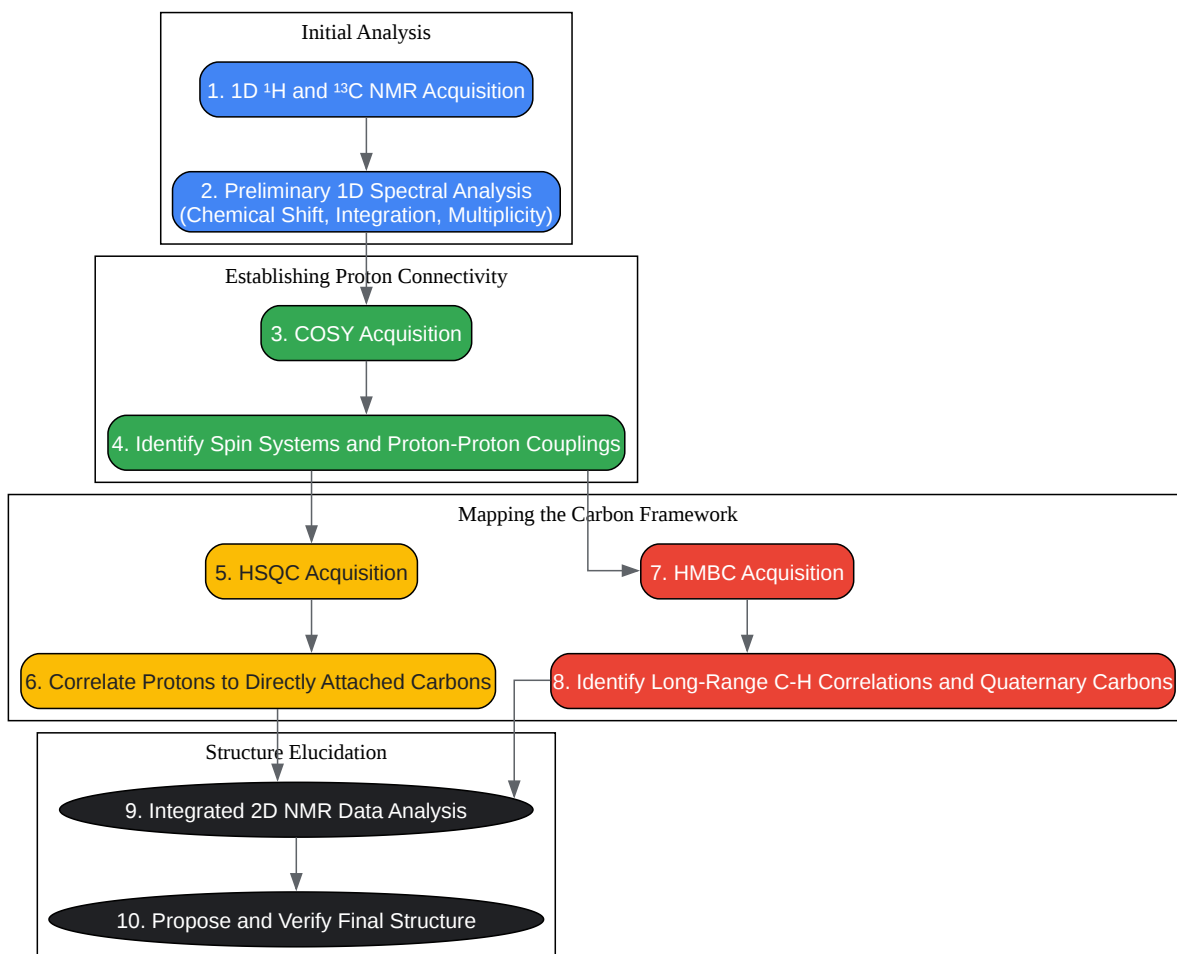 Initial Analysis
1. 1D ¹H and ¹³C NMR Acquisition
2. Preliminary 1D Spectral Analysis
(Chemical Shift, Integration, Multiplicity)
Establishing Proton Connectivity
3. COSY Acquisition
4. Identify Spin Systems and Proton-Proton Couplings
Mapping the Carbon Framework
5. HSQC Acquisition
7. HMBC Acquisition
6. Correlate Protons to Directly Attached Carbons
8. Identify Long-Range C-H Correlations and Quaternary Carbons
Structure Elucidation
9. Integrated 2D NMR Data Analysis
10. Propose and Verify Final Structure